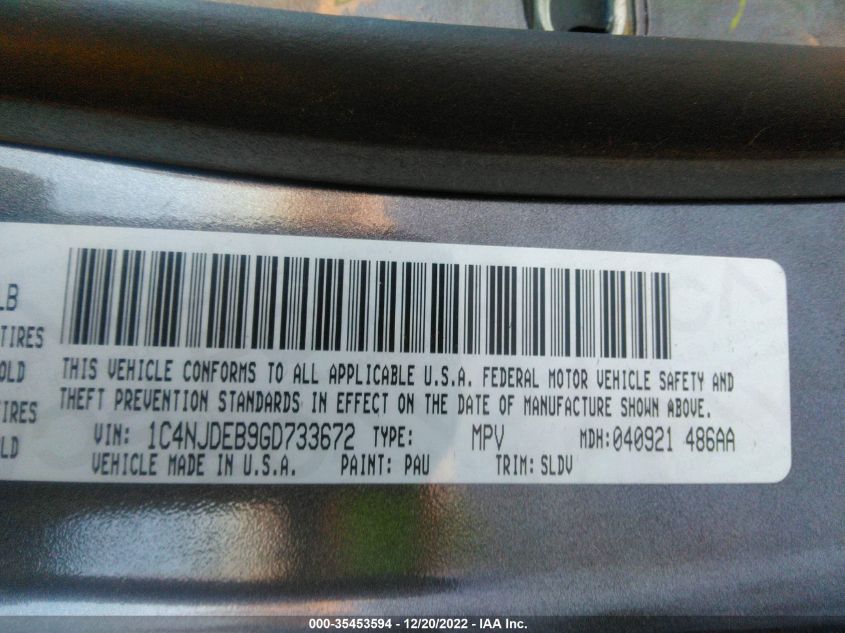 LB
TIRES
OLD
TIRES
LD
THIS VEHICLE CONFORMS TO ALL APPLICABLE U.S.A. FEDERAL MOTOR VEHICLE SAFETY AND
THEFT PREVENTION STANDARDS IN EFFECT ON THE DATE OF MANUFACTURE SHOWN ABOVE.
VIN: 1C4NJDEB9GD733672 TYPE: MPV MDH:040921 486AA
VEHICLE MADE IN U.S.A. PAINT: PAU TRIM: SLDV
000-35453594 - 12/20/2022 - IAA Inc.